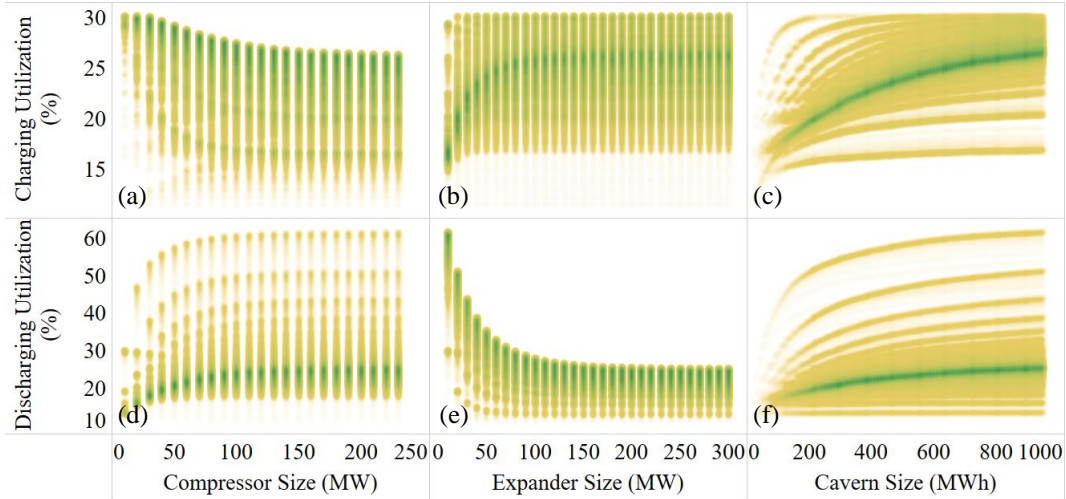 Charging Utilization
(%)
30
25
20
15
(a)
(b)
(c)
Discharging Utilization
(%)
60
50
40
30
20
10
(d)
(e)
(f)
0 50 100 150 200 250
0 50 100 150 200 250 300
0 200 400 600 800 1000
Compressor Size (MW)
Expander Size (MW)
Cavern Size (MWh)